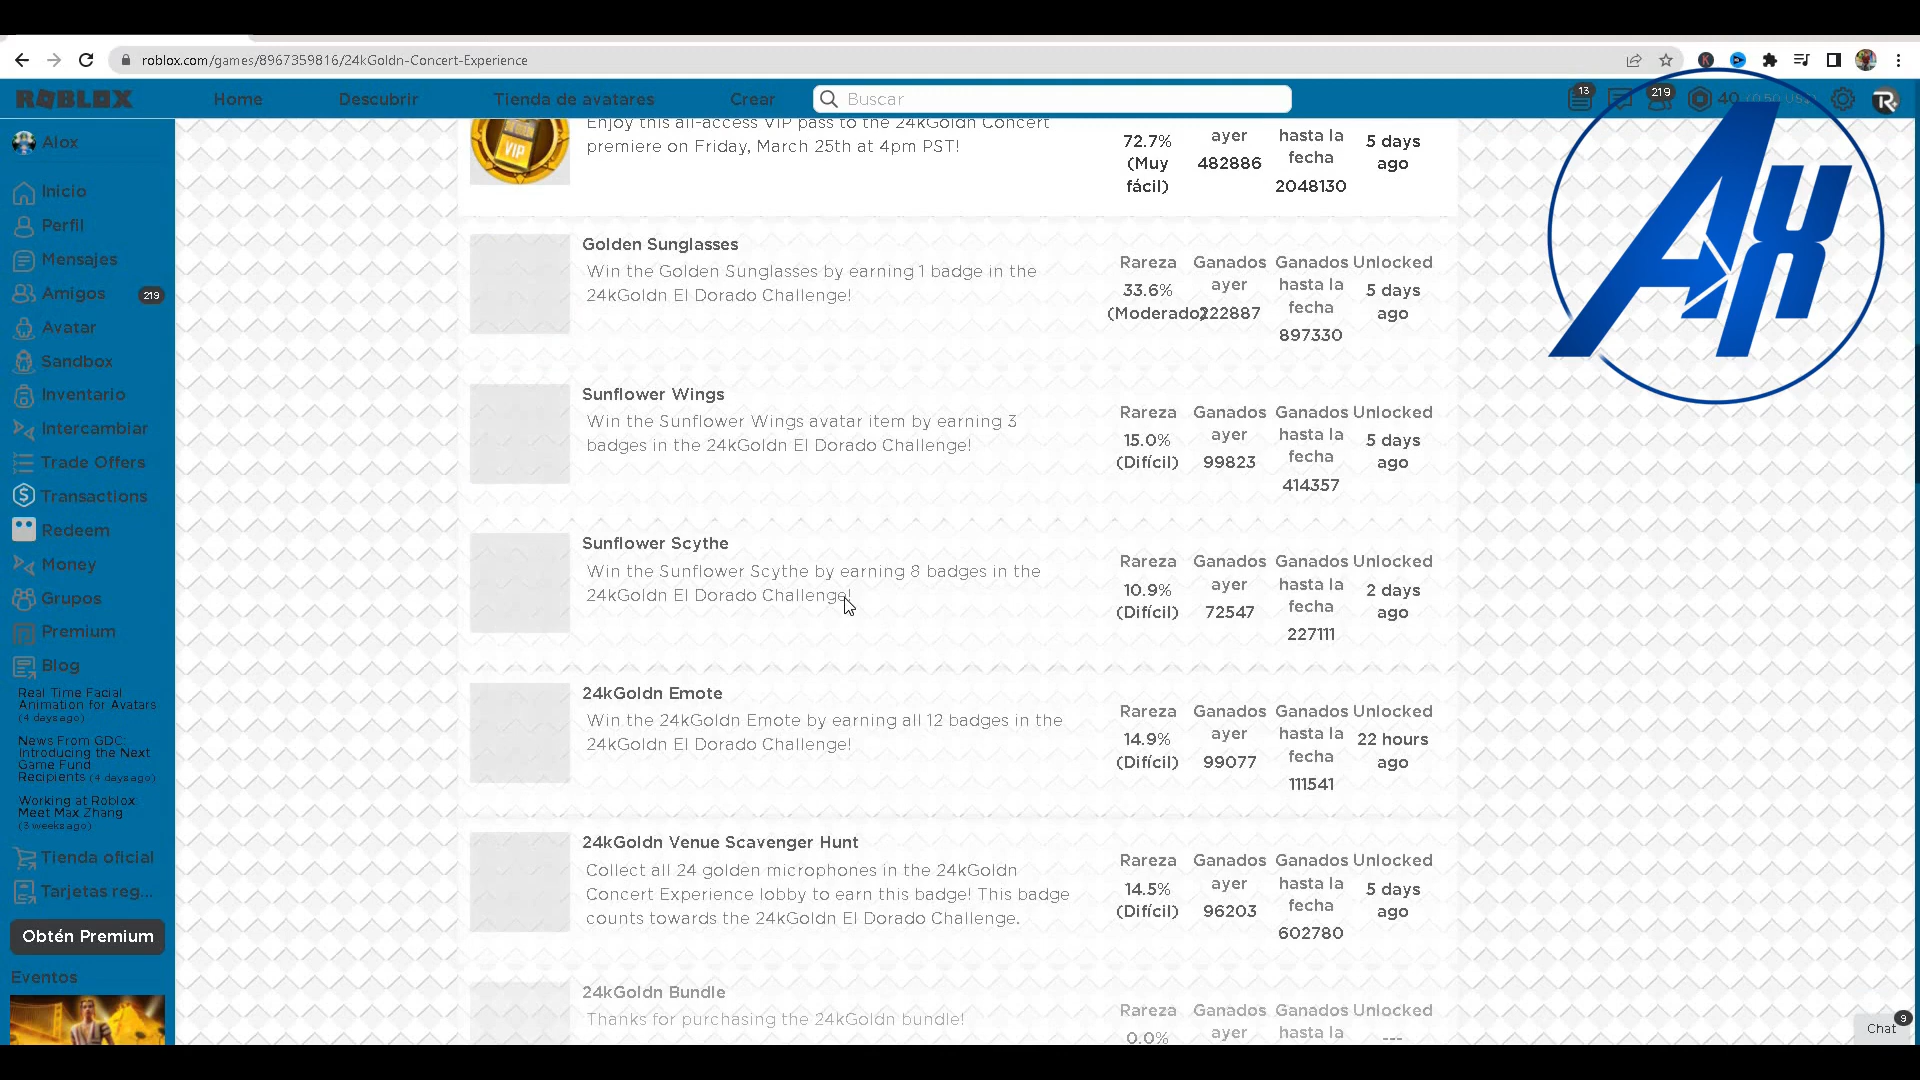 roblox.com/games/8967359816/24kGoldn-Concert-Experience
ROBLOX
Home
Descubrir
Tienda de avatares
Crear
Buscar
13
219
40 (0.50 US$)
K
R
AX
Alox
Inicio
Perfil
Mensajes
Amigos
219
Avatar
Sandbox
Inventario
Intercambiar
Trade Offers
Transactions
Redeem
Money
Grupos
Premium
Blog
Real Time Facial
Animation for Avatars
(4 days ago)
News From GDC:
Introducing the Next
Game Fund
Recipients (4 days ago)
Working at Roblox:
Meet Max Zhang
(3 weeks ago)
Tienda oficial
Tarjetas reg...
Obtén Premium
Eventos
VIP
Enjoy this all-access VIP pass to the 24kGoldn Concert
premiere on Friday, March 25th at 4pm PST!
72.7%
(Muy
fácil)
ayer
482886
hasta la
fecha
2048130
5 days
ago
Golden Sunglasses
Win the Golden Sunglasses by earning 1 badge in the
24kGoldn El Dorado Challenge!
Rareza
33.6%
(Moderado)
Ganados
ayer
222887
Ganados
hasta la
fecha
897330
Unlocked
5 days
ago
Sunflower Wings
Win the Sunflower Wings avatar item by earning 3
badges in the 24kGoldn El Dorado Challenge!
Rareza
15.0%
(Difícil)
Ganados
ayer
99823
Ganados
hasta la
fecha
414357
Unlocked
5 days
ago
Sunflower Scythe
Win the Sunflower Scythe by earning 8 badges in the
24kGoldn El Dorado Challenge!
Rareza
10.9%
(Difícil)
Ganados
ayer
72547
Ganados
hasta la
fecha
227111
Unlocked
2 days
ago
24kGoldn Emote
Win the 24kGoldn Emote by earning all 12 badges in the
24kGoldn El Dorado Challenge!
Rareza
14.9%
(Difícil)
Ganados
ayer
99077
Ganados
hasta la
fecha
111541
Unlocked
22 hours
ago
24kGoldn Venue Scavenger Hunt
Collect all 24 golden microphones in the 24kGoldn
Concert Experience lobby to earn this badge! This badge
counts towards the 24kGoldn El Dorado Challenge.
Rareza
14.5%
(Difícil)
Ganados
ayer
96203
Ganados
hasta la
fecha
602780
Unlocked
5 days
ago
24kGoldn Bundle
Thanks for purchasing the 24kGoldn bundle!
Rareza
0.0%
Ganados
ayer
Ganados
hasta la
Unlocked
---
Chat
9